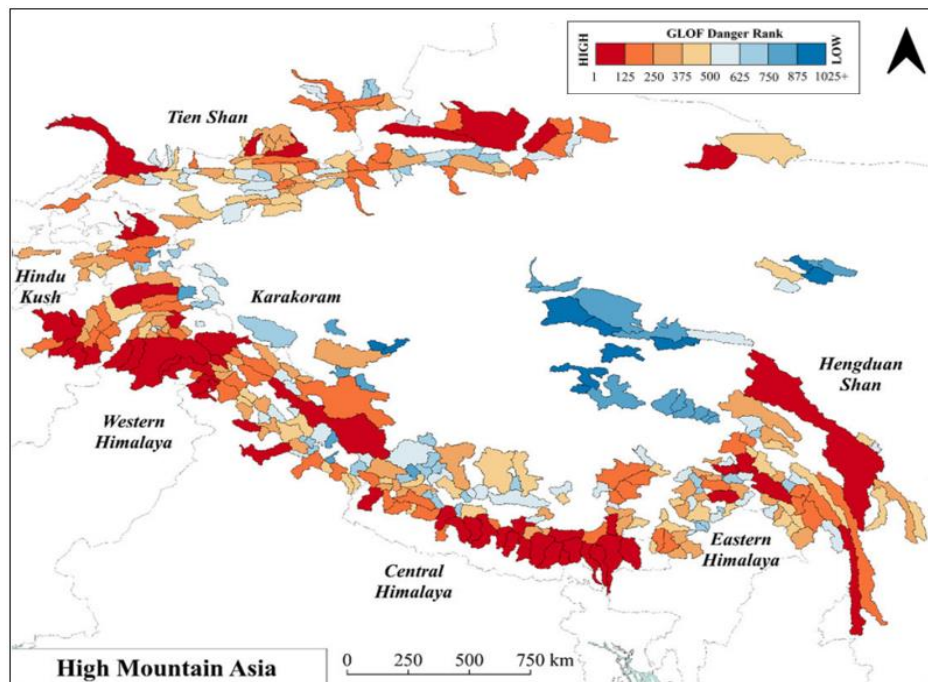 GLOF Danger Rank
HIGH
LOW
1 125 250 375 500 625 750 875 1025+
Tien Shan
Hindu
Kush
Karakoram
Hengduan
Shan
Western
Himalaya
Eastern
Himalaya
Central
Himalaya
High Mountain Asia
0 250 500 750 km